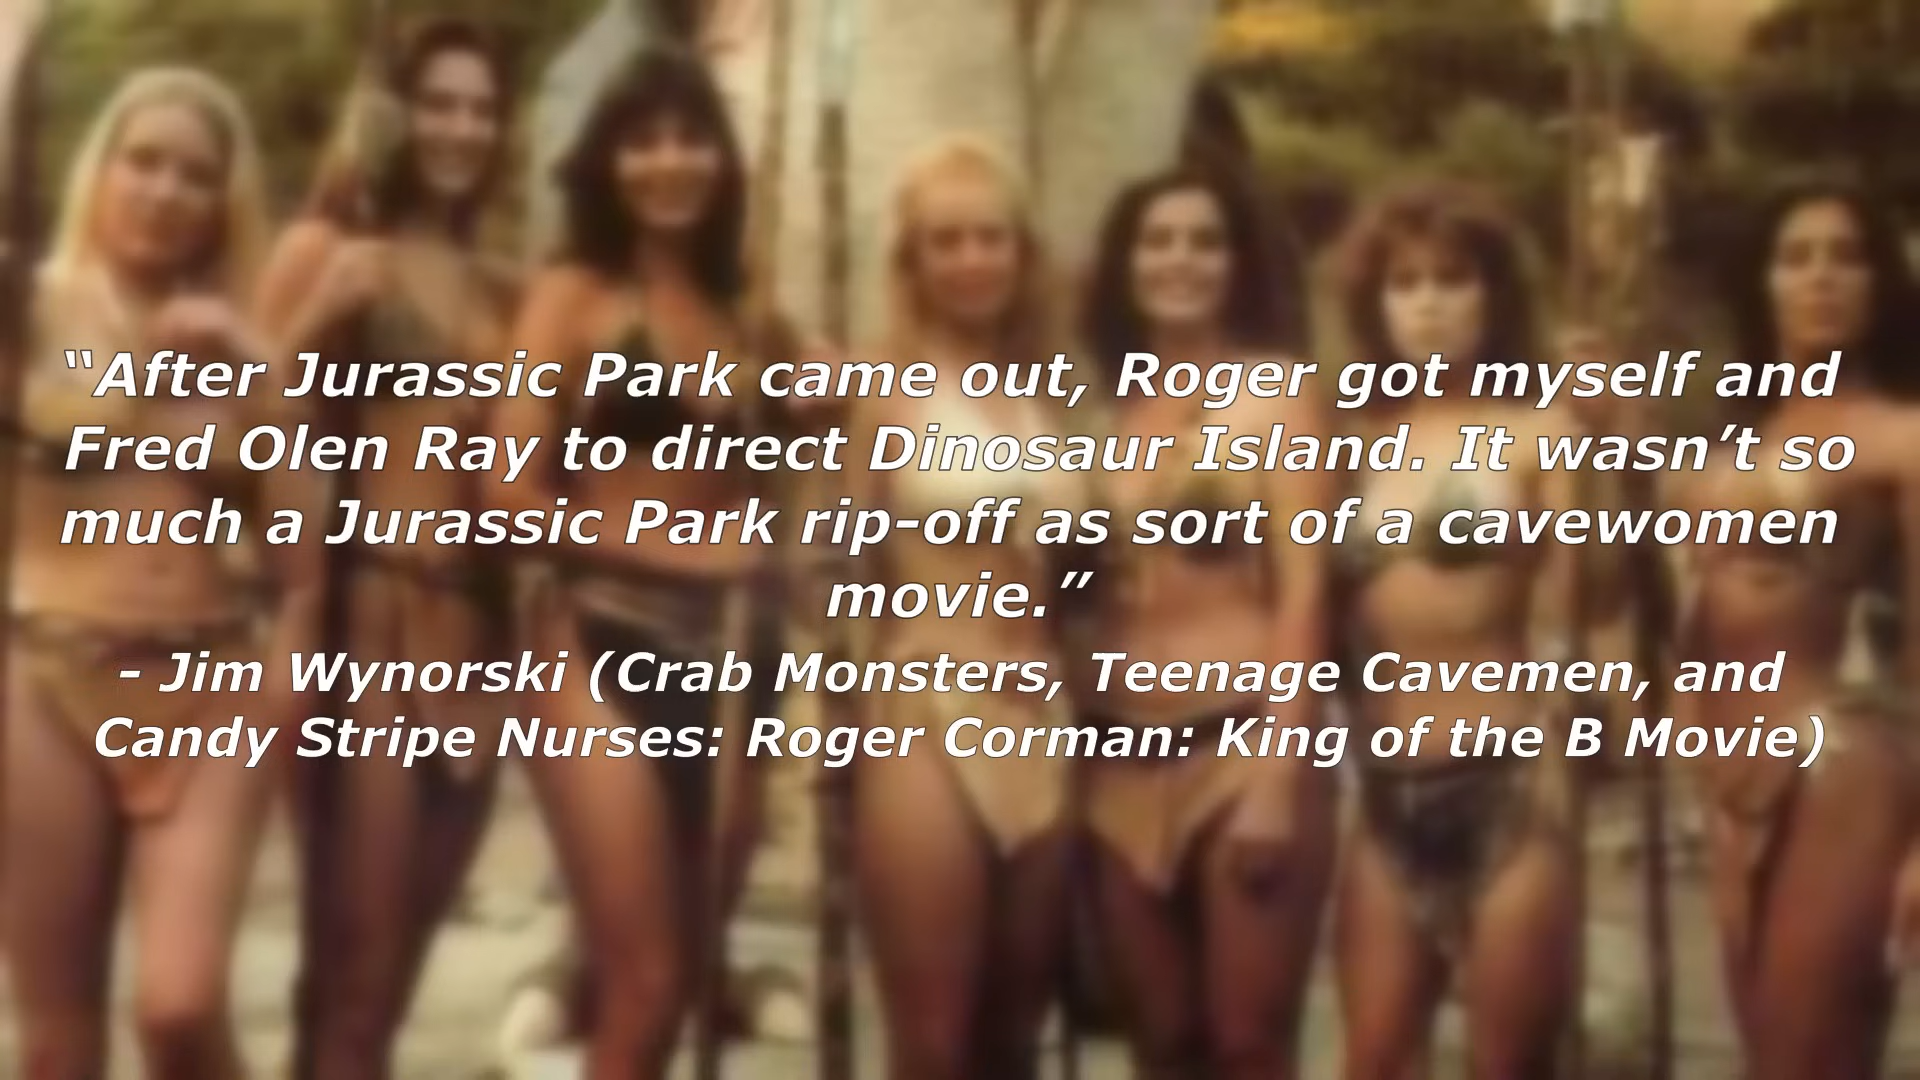 “After Jurassic Park came out, Roger got myself and
Fred Olen Ray to direct Dinosaur Island. It wasn’t so
much a Jurassic Park rip-off as sort of a cavewomen
movie.”
- Jim Wynorski (Crab Monsters, Teenage Cavemen, and
Candy Stripe Nurses: Roger Corman: King of the B Movie)